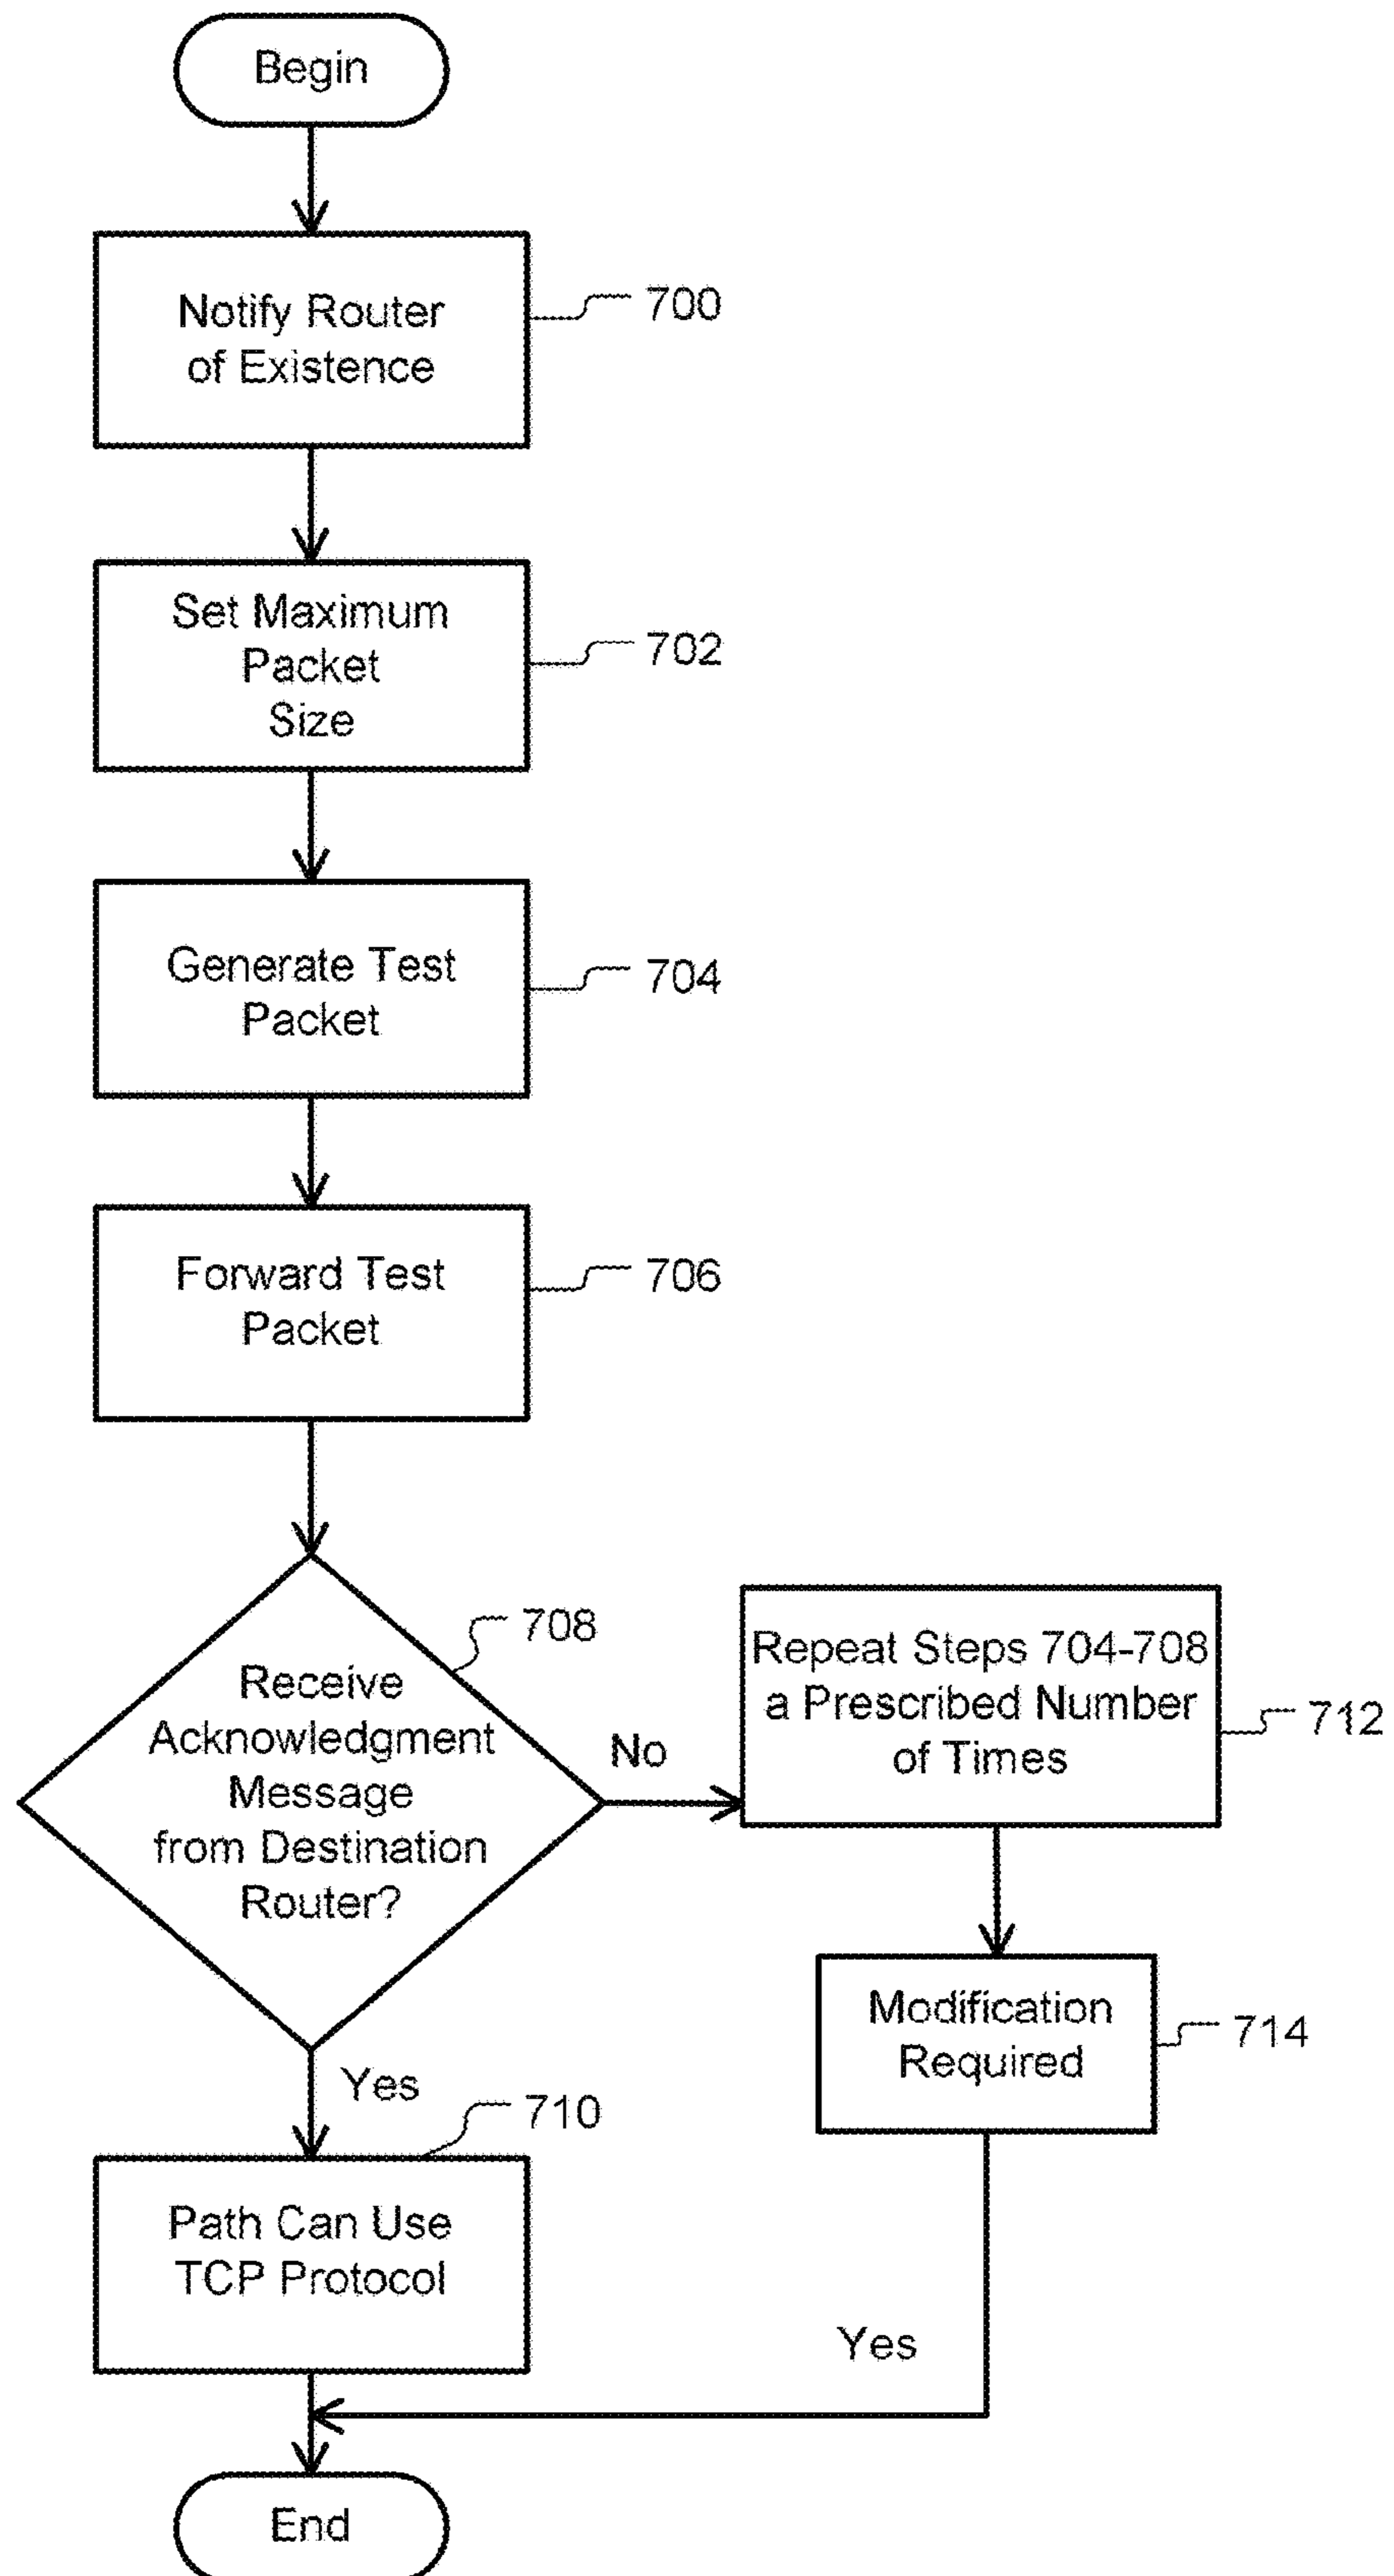 Begin
Notify Router
of Existence
700
Set Maximum
Packet
Size
702
Generate Test
Packet
704
Forward Test
Packet
706
708
Receive
Acknowledgment
Message
from Destination
Router?
No
Repeat Steps 704-708
a Prescribed Number
of Times
712
Modification
Required
714
Yes
710
Path Can Use
TCP Protocol
Yes
End